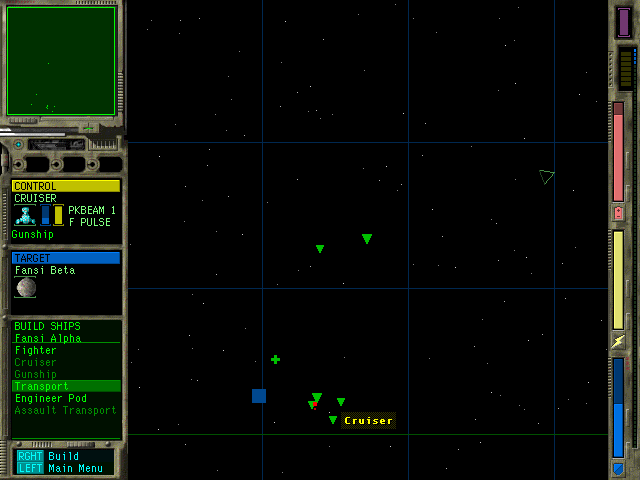 CONTROL
CRUISER
PKBEAM 1
F PULSE
Gunship
TARGET
Fansi Beta
BUILD SHIPS
Fansi Alpha
Fighter
Cruiser
Gunship
Transport
Engineer Pod
Assault Transport
RGHT Build
LEFT Main Menu
Cruiser